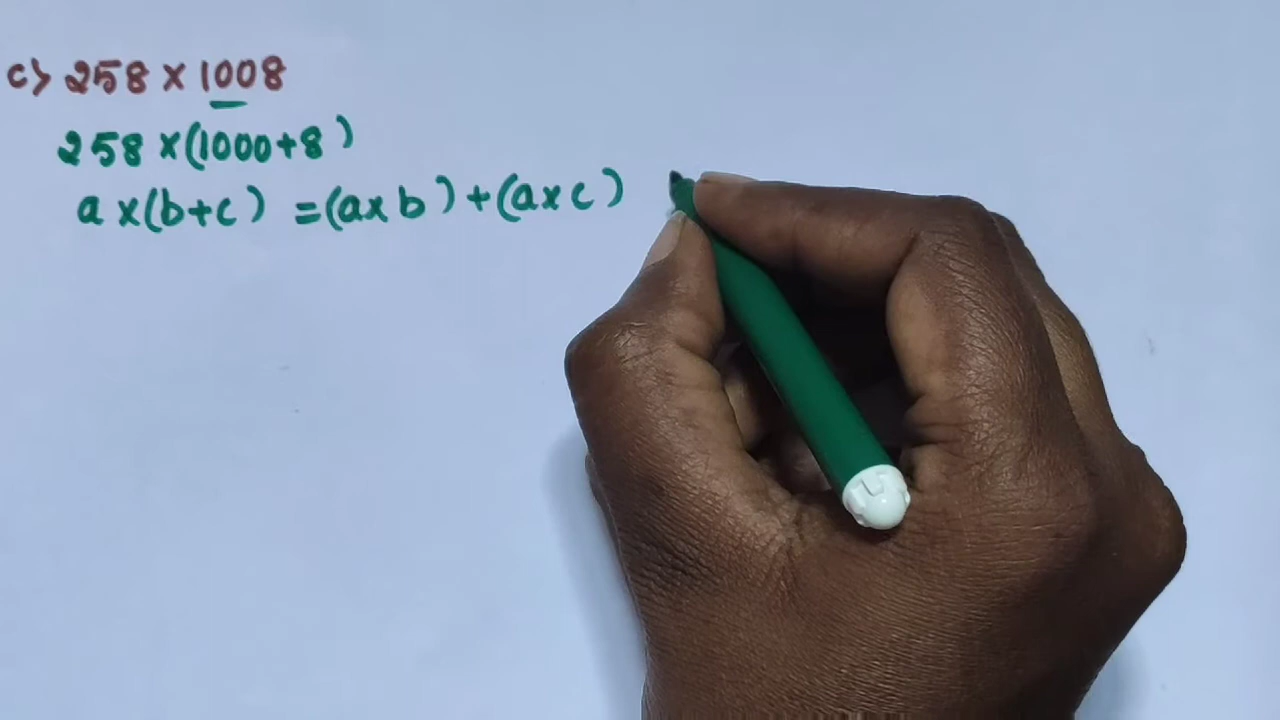 c> 258 × 1008
258 × (1000+8)
a × (b+c) = (a×b) + (a×c)